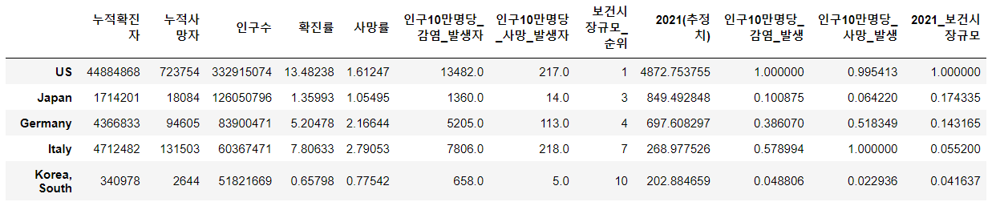 누적확진자 누적사망자 인구수 확진률 사망률 인구10만명당_감염_발생자 인구10만명당_사망_발생자 보건시장규모_순위 2021(추정치) 인구10만명당_감염_발생 인구10만명당_사망_발생 2021_보건시장규모
US 44884868 723754 332915074 13.48238 1.61247 13482.0 217.0 1 4872.753755 1.000000 0.995413 1.000000
Japan 1714201 18084 126050796 1.35993 1.05495 1360.0 14.0 3 849.492848 0.100875 0.064220 0.174335
Germany 4366833 94605 83900471 5.20478 2.16644 5205.0 113.0 4 697.608297 0.386070 0.518349 0.143165
Italy 4712482 131503 60367471 7.80633 2.79053 7806.0 218.0 7 268.977526 0.578994 1.000000 0.055200
Korea, South 340978 2644 51821669 0.65798 0.77542 658.0 5.0 10 202.884659 0.048806 0.022936 0.041637